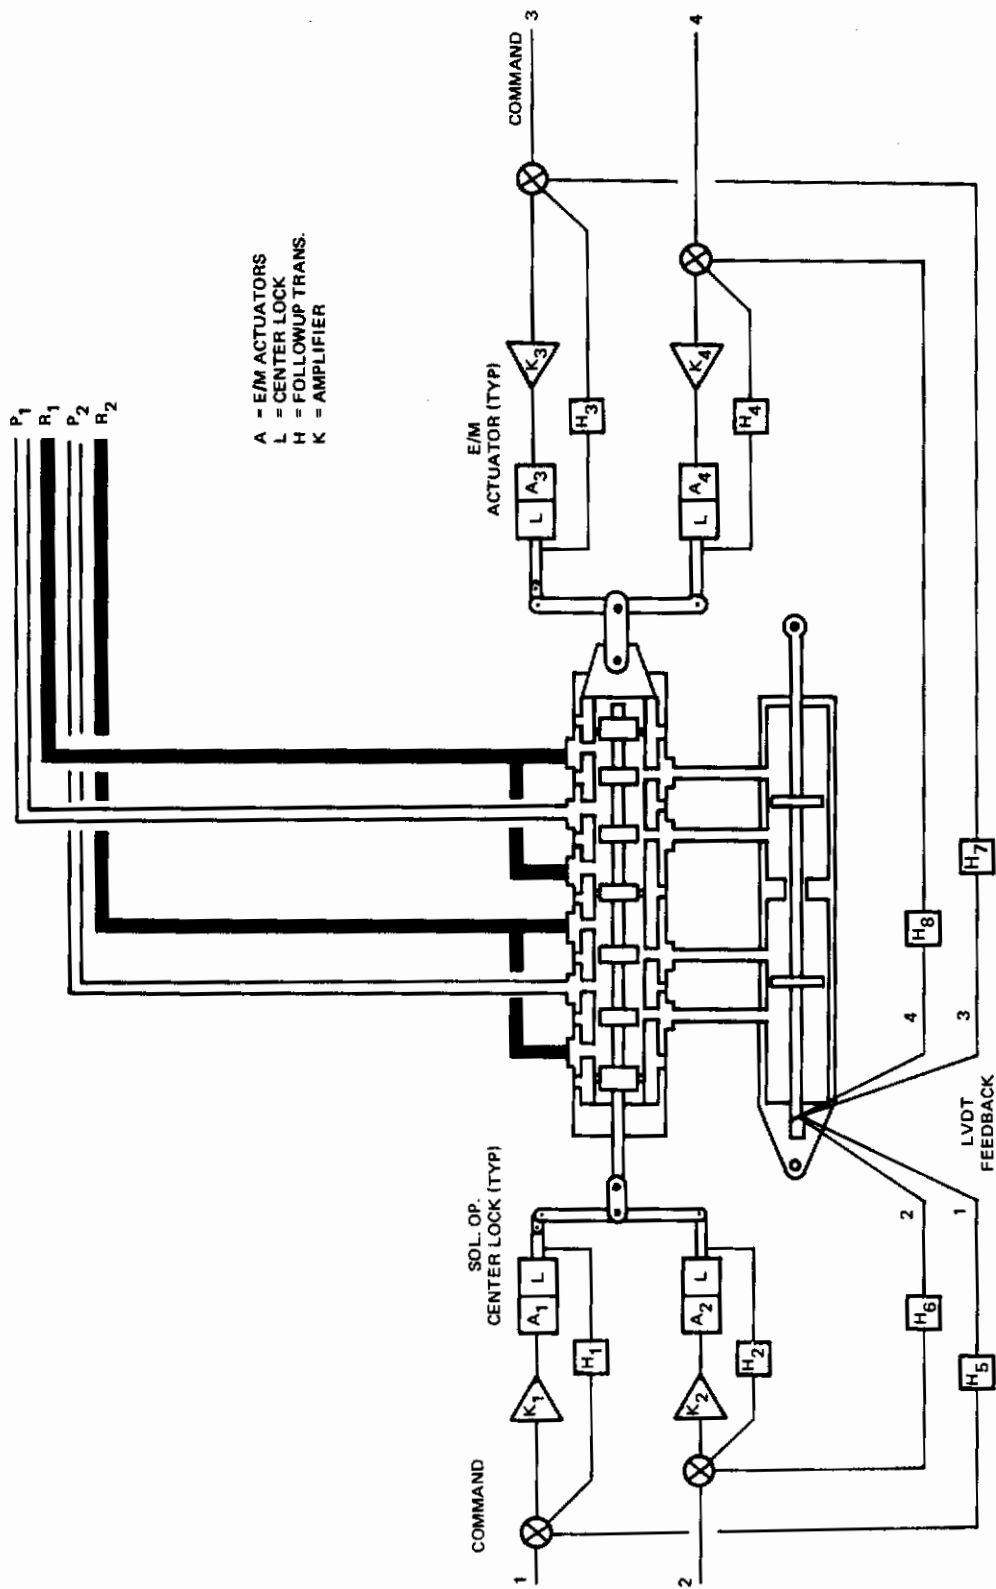 P1
R1
P2
R2
A = E/M ACTUATORS
L = CENTER LOCK
H = FOLLOWUP TRANS.
K = AMPLIFIER
COMMAND
1
2
K1
K2
H1
H2
A1 L
A2 L
SOL. OP.
CENTER LOCK (TYP)
E/M
ACTUATOR (TYP)
L A3
L A4
H3
H4
K3
K4
COMMAND
3
4
H5
H6
1
2
LVDT
FEEDBACK
3
4
H8
H7